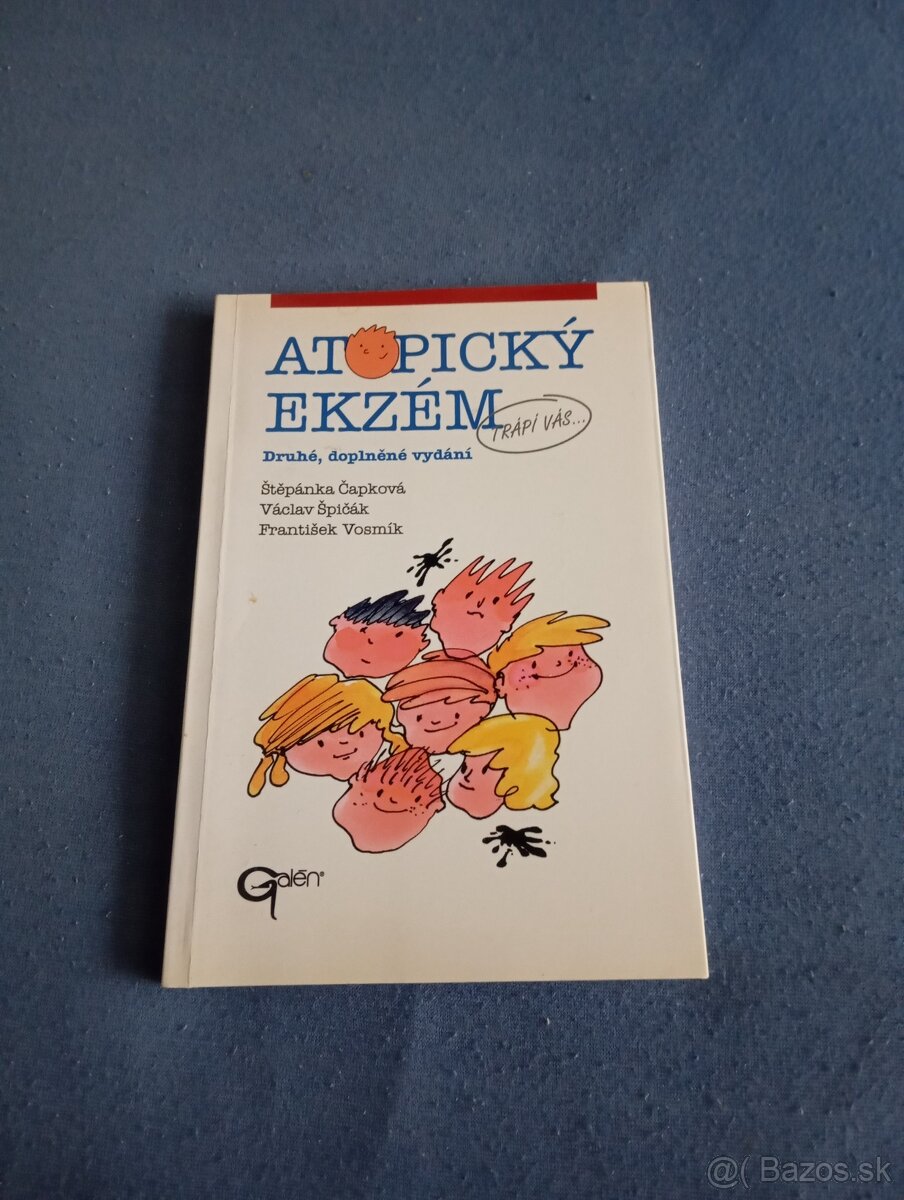 ATOPICKÝ
EKZÉM
TRÁPÍ VÁS...
Druhé, doplněné vydání
Štěpánka Čapková
Václav Špičák
František Vosmík
Galén®
@( Bazos.sk